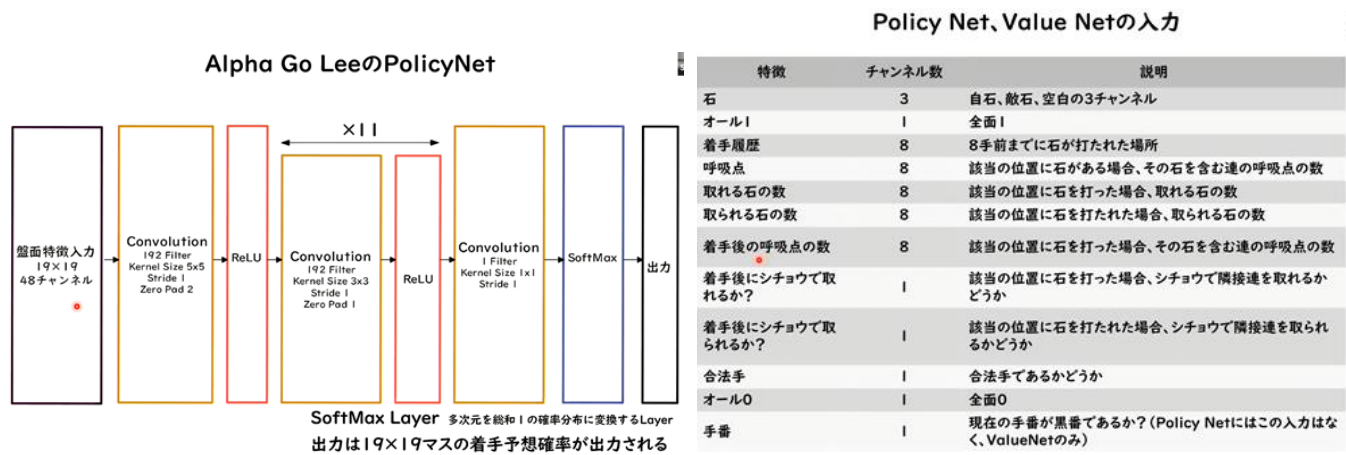 Alpha Go LeeのPolicyNet
×11
盤面特徴入力
19×19
48チャンネル
Convolution
192 Filter
Kernel Size 5x5
Stride 1
Zero Pad 2
ReLU
Convolution
192 Filter
Kernel Size 3x3
Stride 1
Zero Pad 1
ReLU
Convolution
1 Filter
Kernel Size 1x1
Stride 1
SoftMax
出力
SoftMax Layer 多次元を総和1の確率分布に変換するLayer
出力は19×19マスの着手予想確率が出力される
Policy Net、Value Netの入力
特徴 チャンネル数 説明
石 3 自石、敵石、空白の3チャンネル
オール1 1 全面1
着手履歴 8 8手前までに石が打たれた場所
呼吸点 8 該当の位置に石がある場合、その石を含む連の呼吸点の数
取れる石の数 8 該当の位置に石を打った場合、取れる石の数
取られる石の数 8 該当の位置に石を打たれた場合、取られる石の数
着手後の呼吸点の数 8 該当の位置に石を打った場合、その石を含む連の呼吸点の数
着手後にシチョウで取
れるか? 1 該当の位置に石を打った場合、シチョウで隣接連を取れるか
どうか
着手後にシチョウで取
られるか? 1 該当の位置に石を打たれた場合、シチョウで隣接連を取られ
るかどうか
合法手 1 合法手であるかどうか
オール0 1 全面0
手番 1 現在の手番が黒番であるか?(Policy Netにはこの入力はな
く、ValueNetのみ)